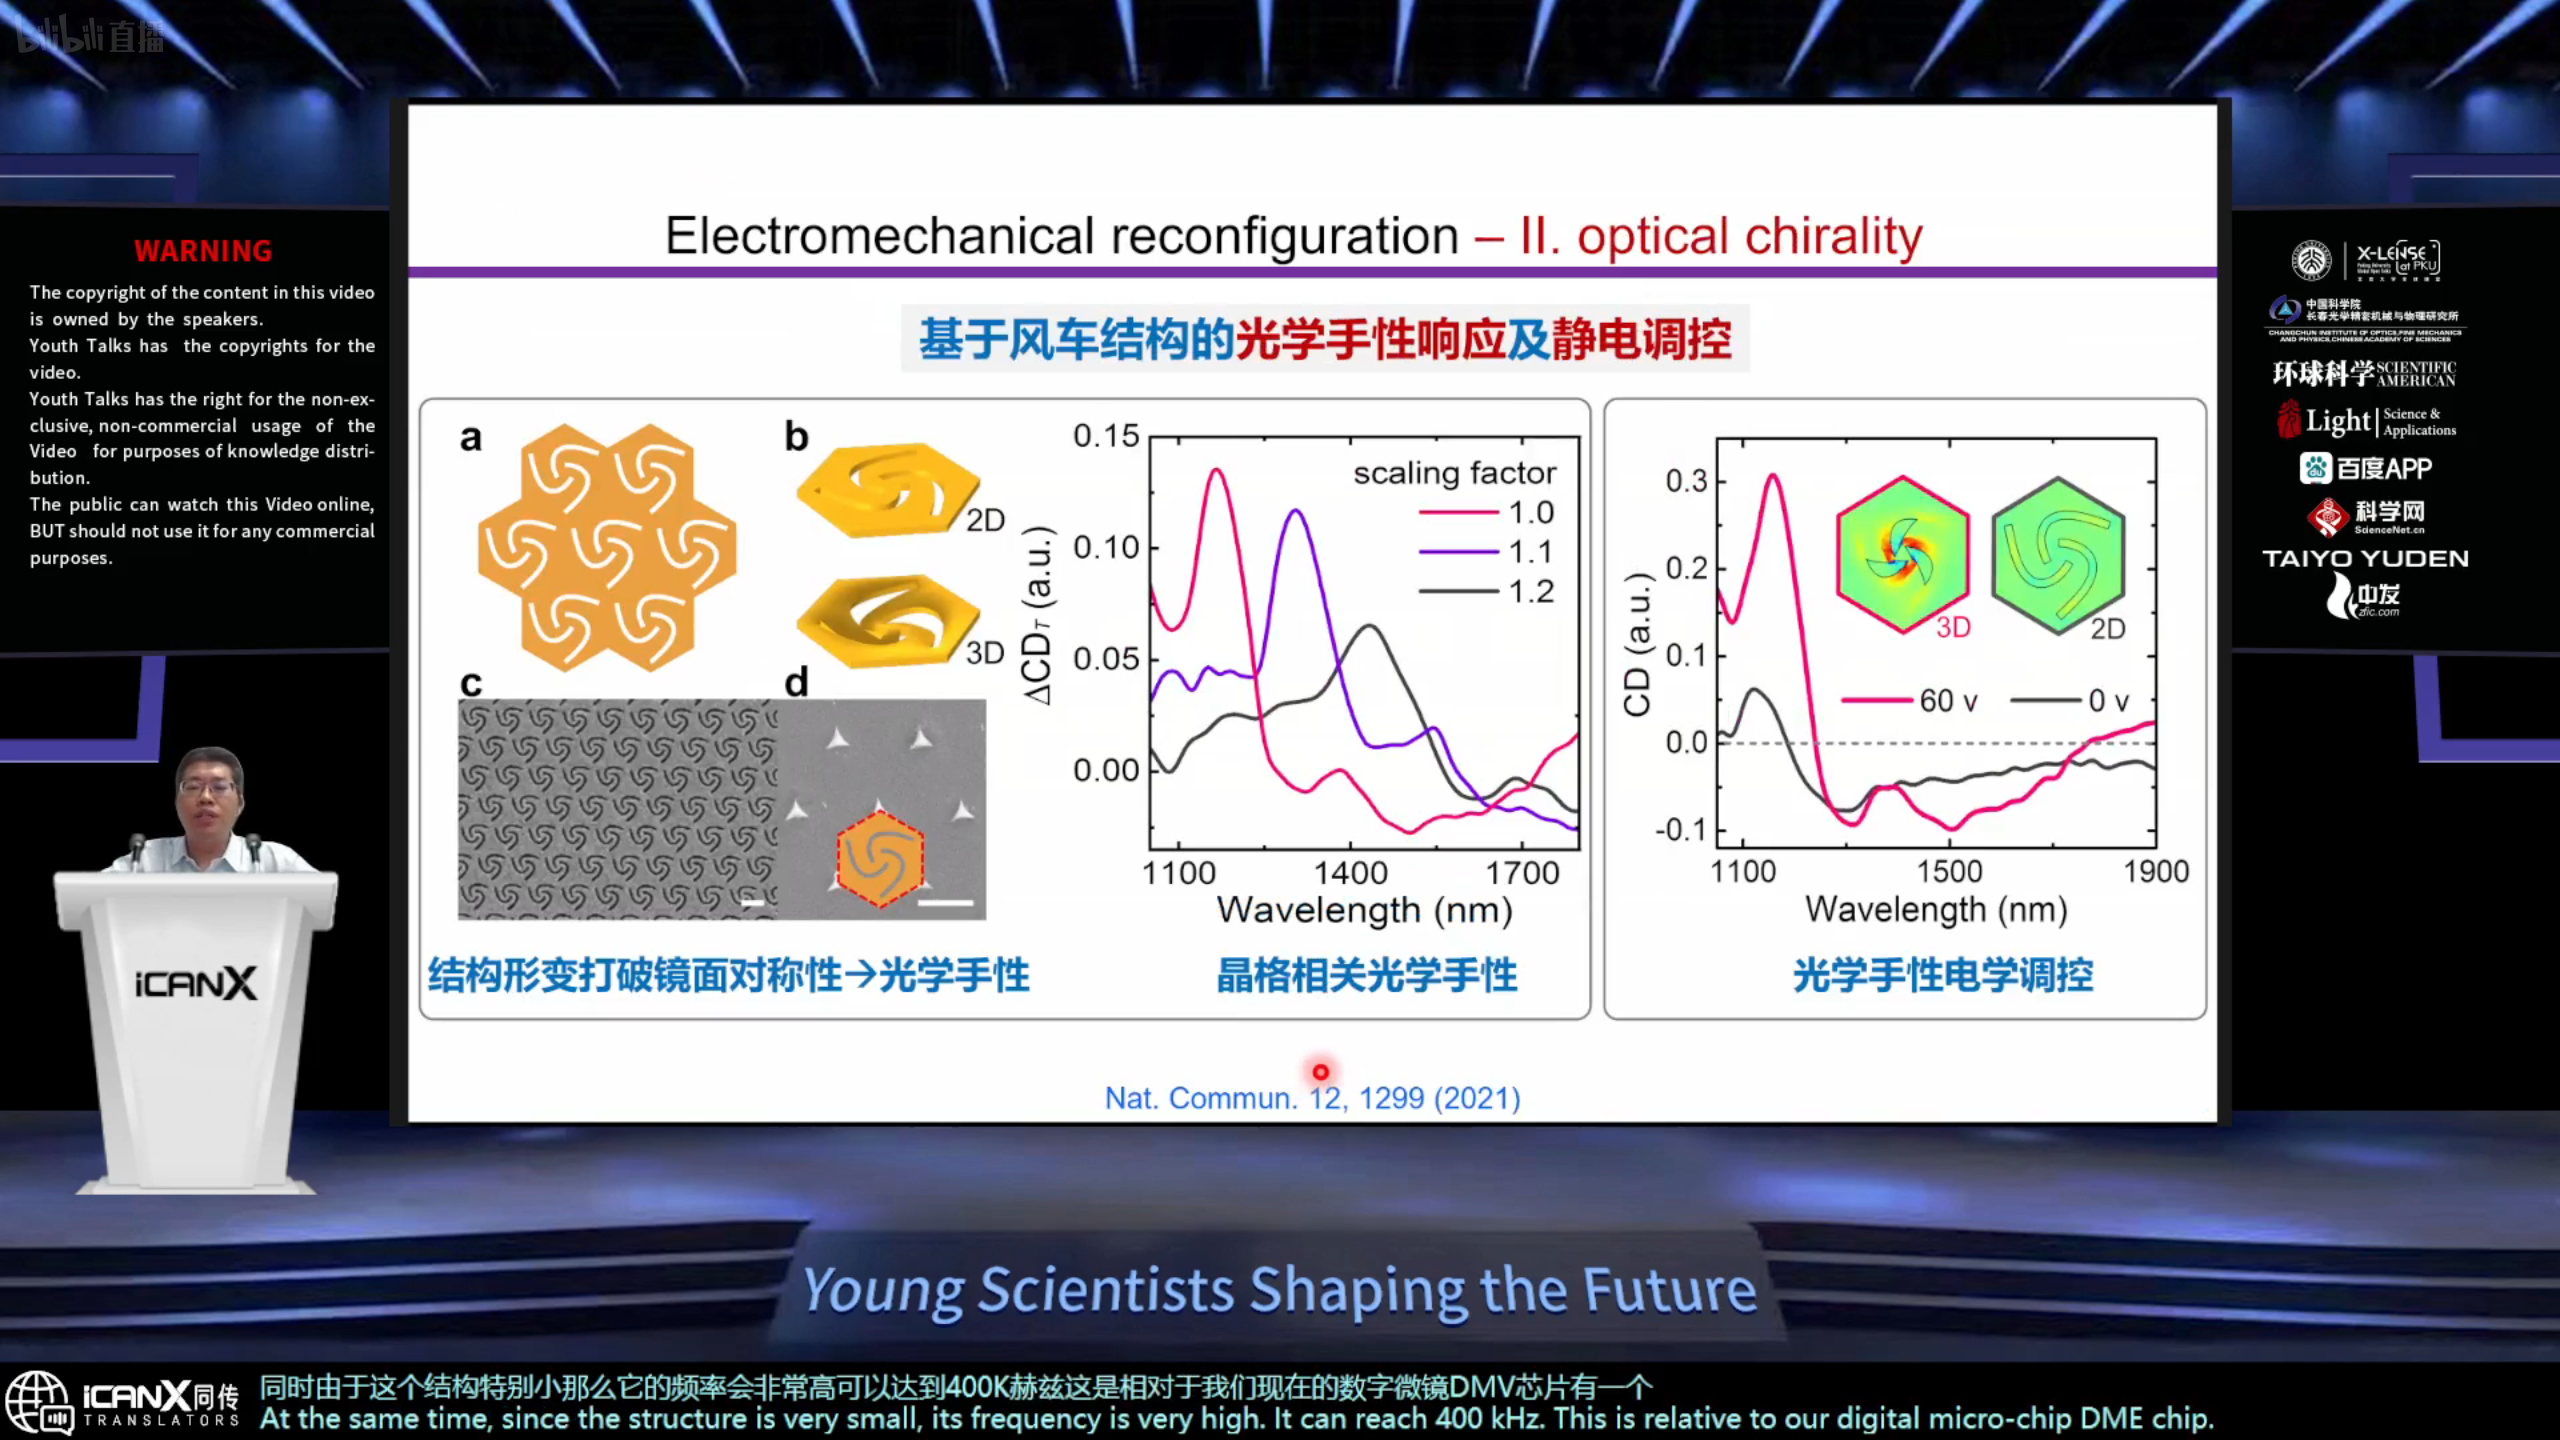 bilibili直播
WARNING
The copyright of the content in this video
is owned by the speakers.
Youth Talks has the copyrights for the
video.
Youth Talks has the right for the non-ex-
clusive, non-commercial usage of the
Video for purposes of knowledge distri-
bution.
The public can watch this Video online,
BUT should not use it for any commercial
purposes.
Electromechanical reconfiguration – II. optical chirality
基于风车结构的光学手性响应及静电调控
a
b
2D
3D
c
d
结构形变打破镜面对称性→光学手性
ΔCDT (a.u.)
0.15
0.10
0.05
0.00
scaling factor
1.0
1.1
1.2
1100
1400
1700
Wavelength (nm)
晶格相关光学手性
CD (a.u.)
0.3
0.2
0.1
0.0
-0.1
3D
2D
60 v
0 v
1100
1500
1900
Wavelength (nm)
光学手性电学调控
Nat. Commun. 12, 1299 (2021)
X-LENSE
at PKU
中国科学院
长春光学精密机械与物理研究所
CHANGCHUN INSTITUTE OF OPTICS,FINE MECHANICS
AND PHYSICS,CHINESE ACADEMY OF SCIENCES
环球科学 SCIENTIFIC AMERICAN
Light | Science & Applications
du 百度APP
科学网
ScienceNet.cn
TAIYO YUDEN
中发
zfic.com
iCANX
Young Scientists Shaping the Future
iCANX同传
TRANSLATORS
同时由于这个结构特别小那么它的频率会非常高可以达到400K赫兹这是相对于我们现在的数字微镜DMV芯片有一个
At the same time, since the structure is very small, its frequency is very high. It can reach 400 kHz. This is relative to our digital micro-chip DME chip.